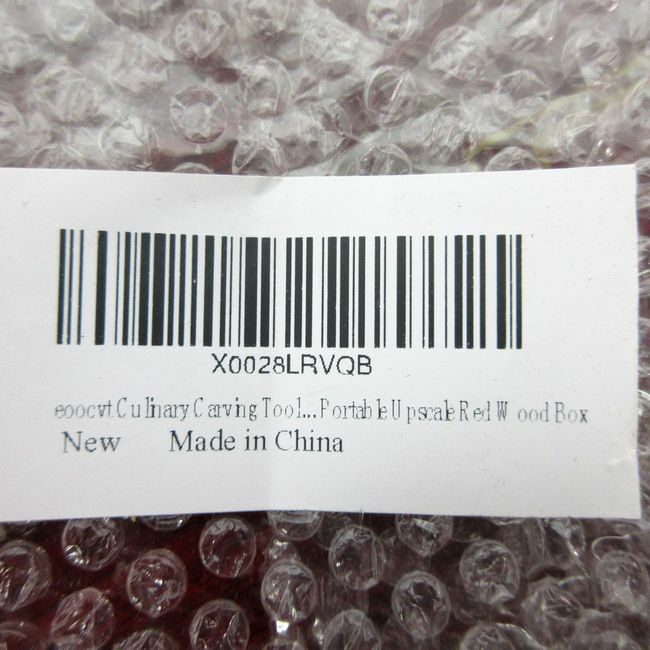 X0028LRVQB
eoocvt Culinary Carving Tool... Portable Upscale Red Wood Box
New Made in China